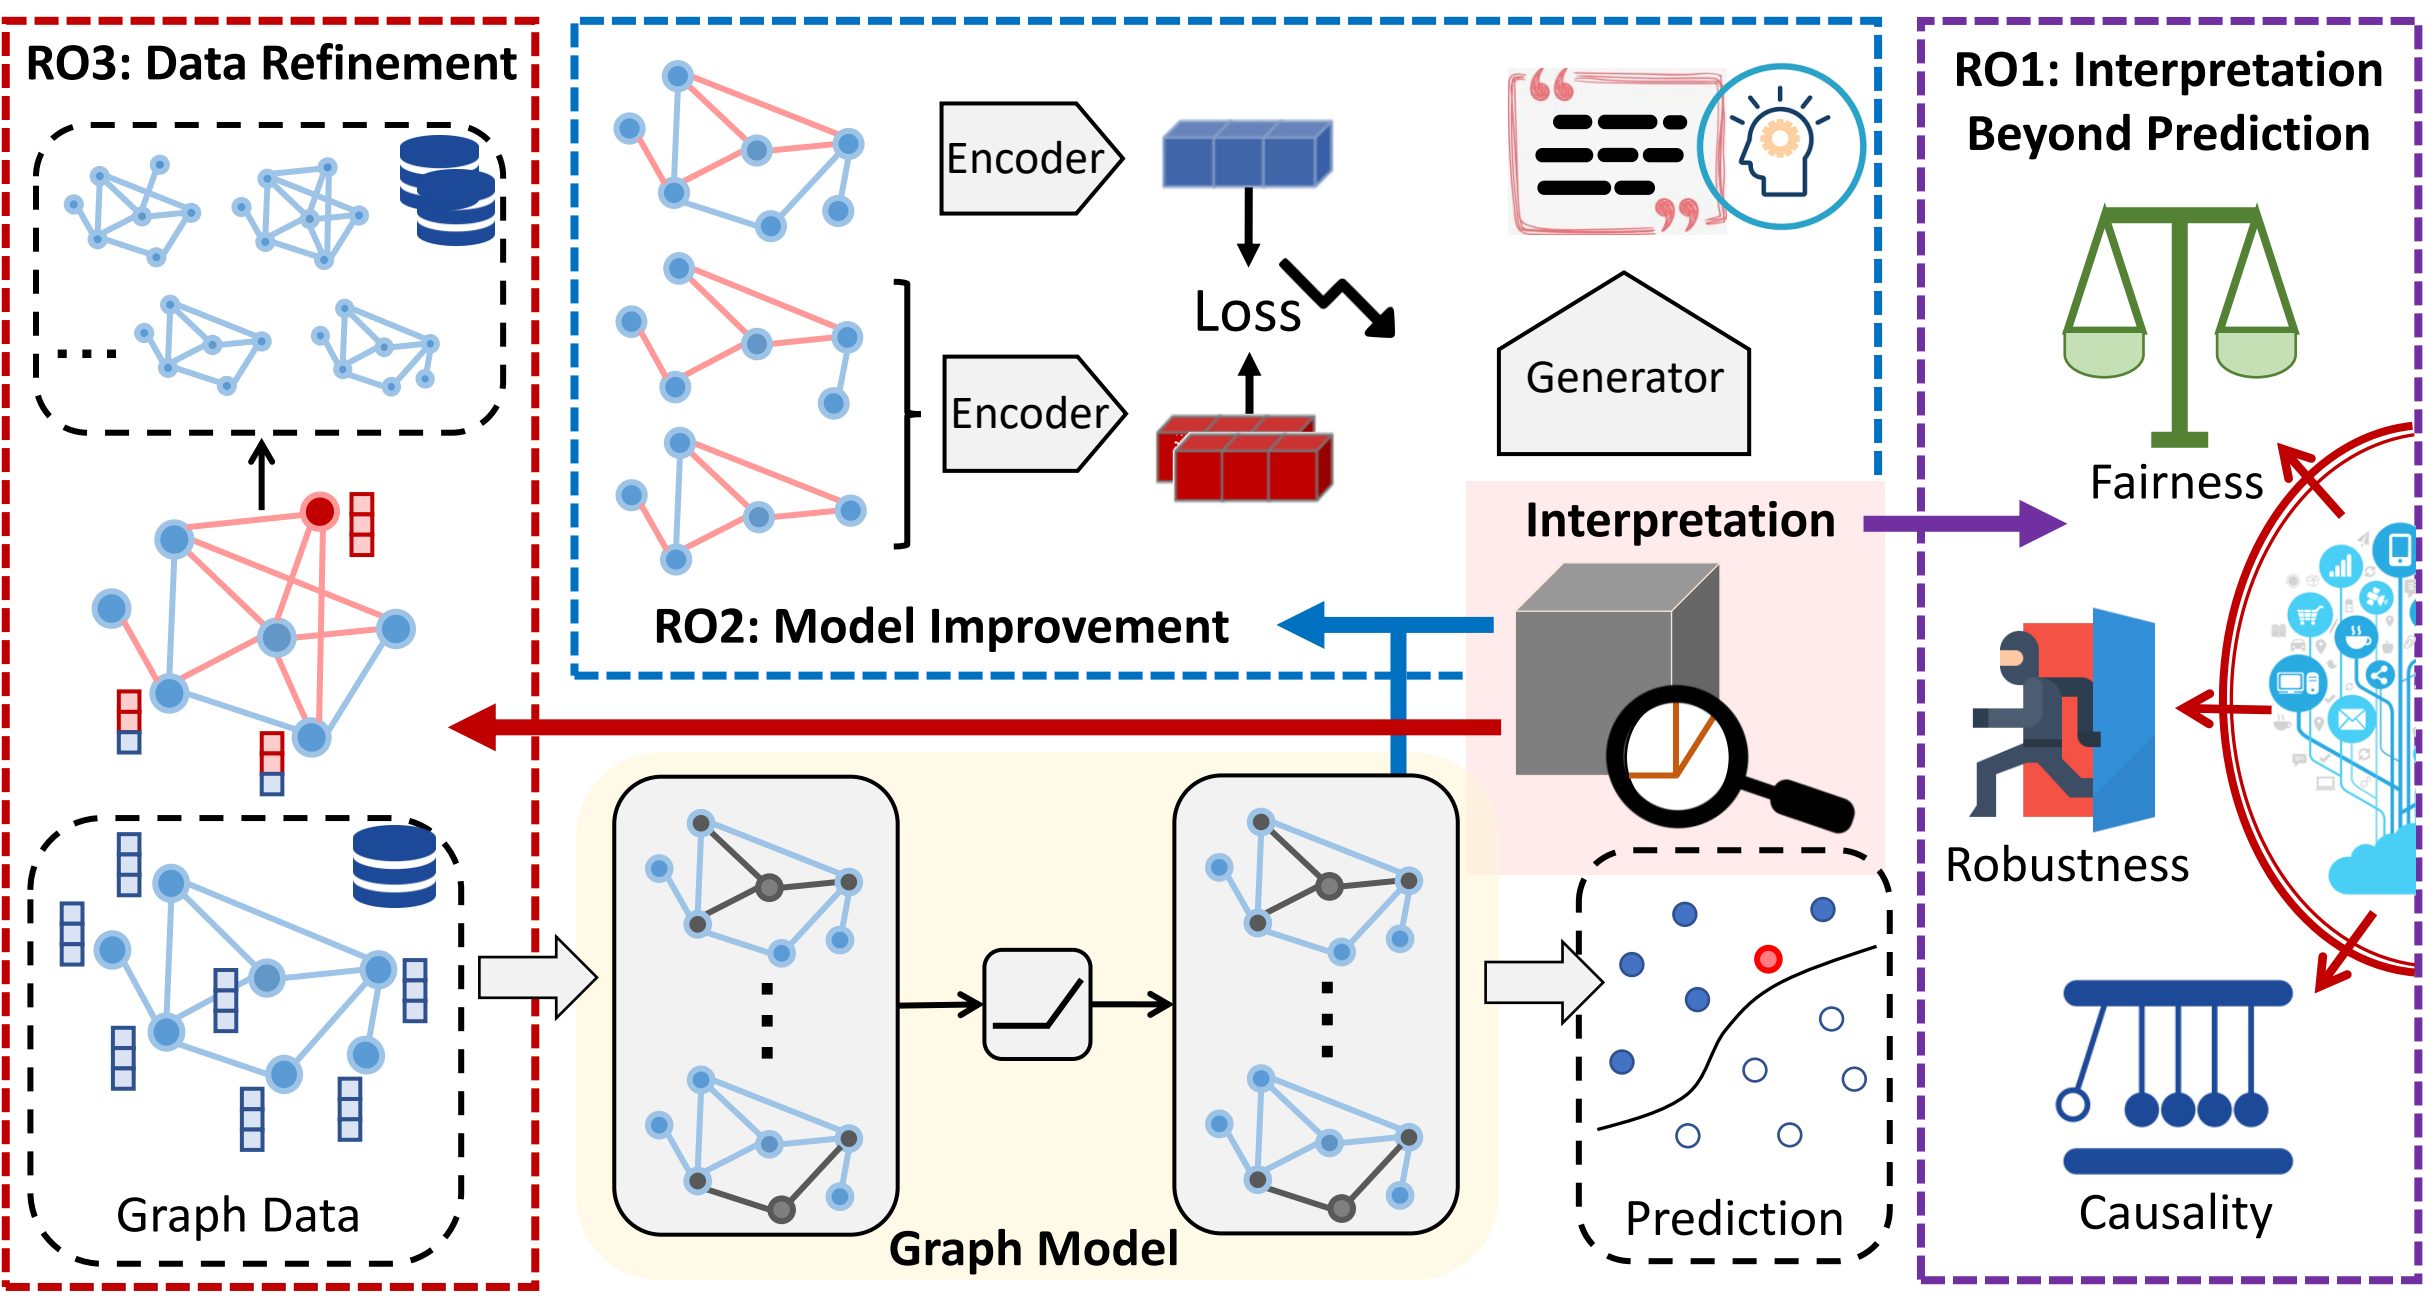 RO3: Data Refinement
Graph Data
Encoder
Encoder
Loss
Generator
RO2: Model Improvement
Interpretation
Graph Model
Prediction
RO1: Interpretation
Beyond Prediction
Fairness
Robustness
Causality